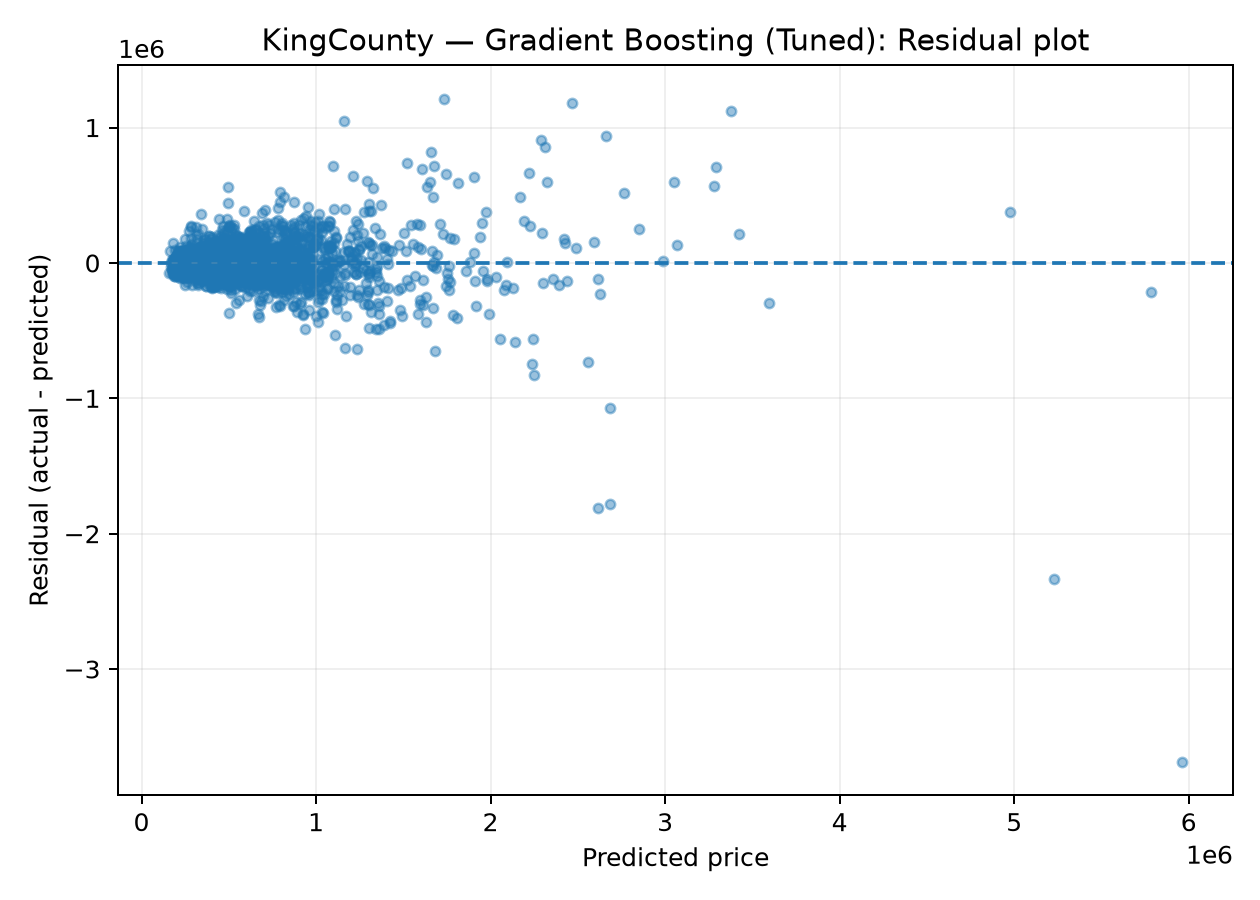 KingCounty — Gradient Boosting (Tuned): Residual plot
1e6
1
0
−1
−2
−3
Residual (actual - predicted)
0 1 2 3 4 5 6
1e6
Predicted price